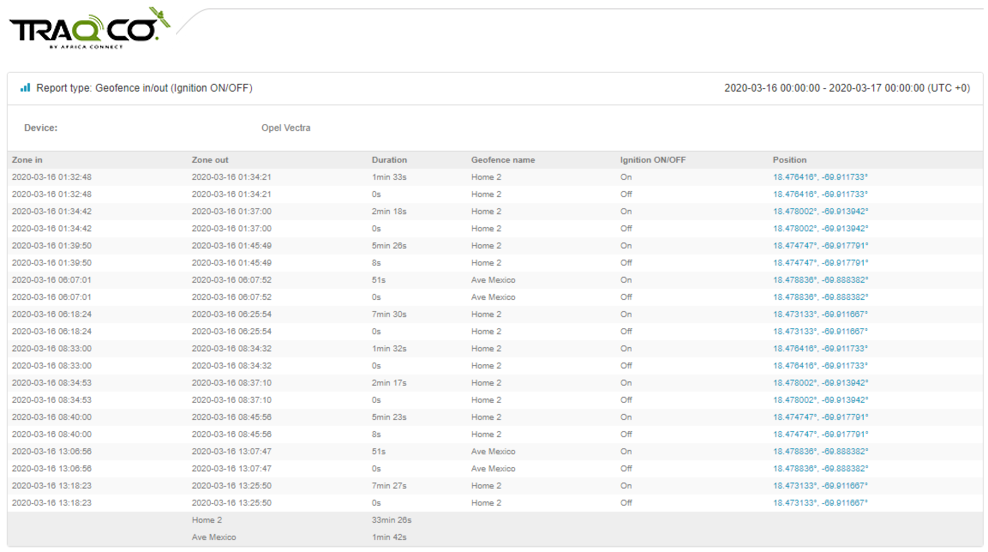 TRAQCO.
BY AFRICA CONNECT
Report type: Geofence in/out (Ignition ON/OFF) 2020-03-16 00:00:00 - 2020-03-17 00:00:00 (UTC +0)
Device: Opel Vectra
Zone in Zone out Duration Geofence name Ignition ON/OFF Position
2020-03-16 01:32:48 2020-03-16 01:34:21 1min 33s Home 2 On 18.476416°, -69.911733°
2020-03-16 01:32:48 2020-03-16 01:34:21 0s Home 2 Off 18.476416°, -69.911733°
2020-03-16 01:34:42 2020-03-16 01:37:00 2min 18s Home 2 On 18.478002°, -69.913942°
2020-03-16 01:34:42 2020-03-16 01:37:00 0s Home 2 Off 18.478002°, -69.913942°
2020-03-16 01:39:50 2020-03-16 01:45:49 5min 26s Home 2 On 18.474747°, -69.917791°
2020-03-16 01:39:50 2020-03-16 01:45:49 8s Home 2 Off 18.474747°, -69.917791°
2020-03-16 06:07:01 2020-03-16 06:07:52 51s Ave Mexico On 18.478836°, -69.888382°
2020-03-16 06:07:01 2020-03-16 06:07:52 0s Ave Mexico Off 18.478836°, -69.888382°
2020-03-16 06:18:24 2020-03-16 06:25:54 7min 30s Home 2 On 18.473133°, -69.911667°
2020-03-16 06:18:24 2020-03-16 06:25:54 0s Home 2 Off 18.473133°, -69.911667°
2020-03-16 08:33:00 2020-03-16 08:34:32 1min 32s Home 2 On 18.476416°, -69.911733°
2020-03-16 08:33:00 2020-03-16 08:34:32 0s Home 2 Off 18.476416°, -69.911733°
2020-03-16 08:34:53 2020-03-16 08:37:10 2min 17s Home 2 On 18.478002°, -69.913942°
2020-03-16 08:34:53 2020-03-16 08:37:10 0s Home 2 Off 18.478002°, -69.913942°
2020-03-16 08:40:00 2020-03-16 08:45:56 5min 23s Home 2 On 18.474747°, -69.917791°
2020-03-16 08:40:00 2020-03-16 08:45:56 8s Home 2 Off 18.474747°, -69.917791°
2020-03-16 13:06:56 2020-03-16 13:07:47 51s Ave Mexico On 18.478836°, -69.888382°
2020-03-16 13:06:56 2020-03-16 13:07:47 0s Ave Mexico Off 18.478836°, -69.888382°
2020-03-16 13:18:23 2020-03-16 13:25:50 7min 27s Home 2 On 18.473133°, -69.911667°
2020-03-16 13:18:23 2020-03-16 13:25:50 0s Home 2 Off 18.473133°, -69.911667°
Home 2 33min 26s
Ave Mexico 1min 42s